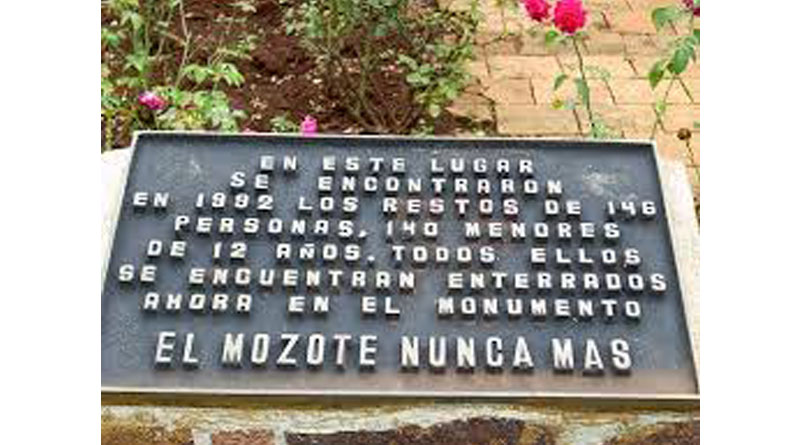 EN ESTE LUGAR
SE ENCONTRARON
EN 1992 LOS RESTOS DE 146
PERSONAS, 140 MENORES
DE 12 AÑOS. TODOS ELLOS
SE ENCUENTRAN ENTERRADOS
AHORA EN EL MONUMENTO
EL MOZOTE NUNCA MAS